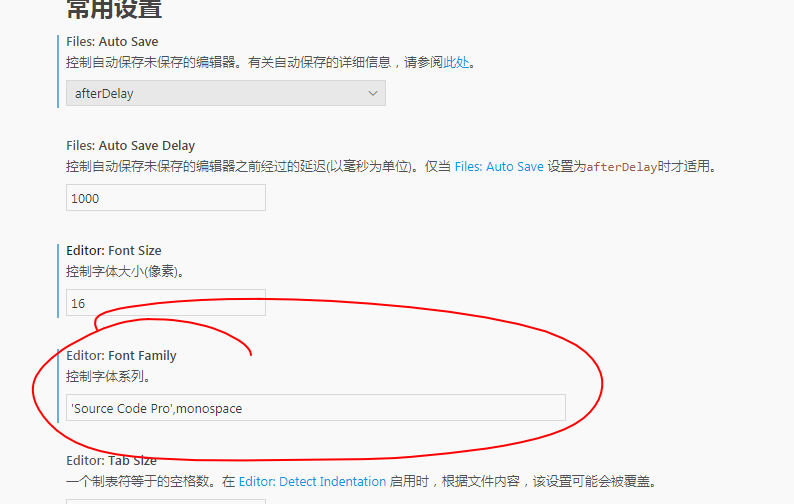 常用设置
Files: Auto Save
控制自动保存未保存的编辑器。有关自动保存的详细信息，请参阅此处。
afterDelay
Files: Auto Save Delay
控制自动保存未保存的编辑器之前经过的延迟(以毫秒为单位)。仅当 Files: Auto Save 设置为afterDelay时才适用。
1000
Editor: Font Size
控制字体大小(像素)。
16
Editor: Font Family
控制字体系列。
'Source Code Pro',monospace
Editor: Tab Size
一个制表符等于的空格数。在 Editor: Detect Indentation 启用时，根据文件内容，该设置可能会被覆盖。